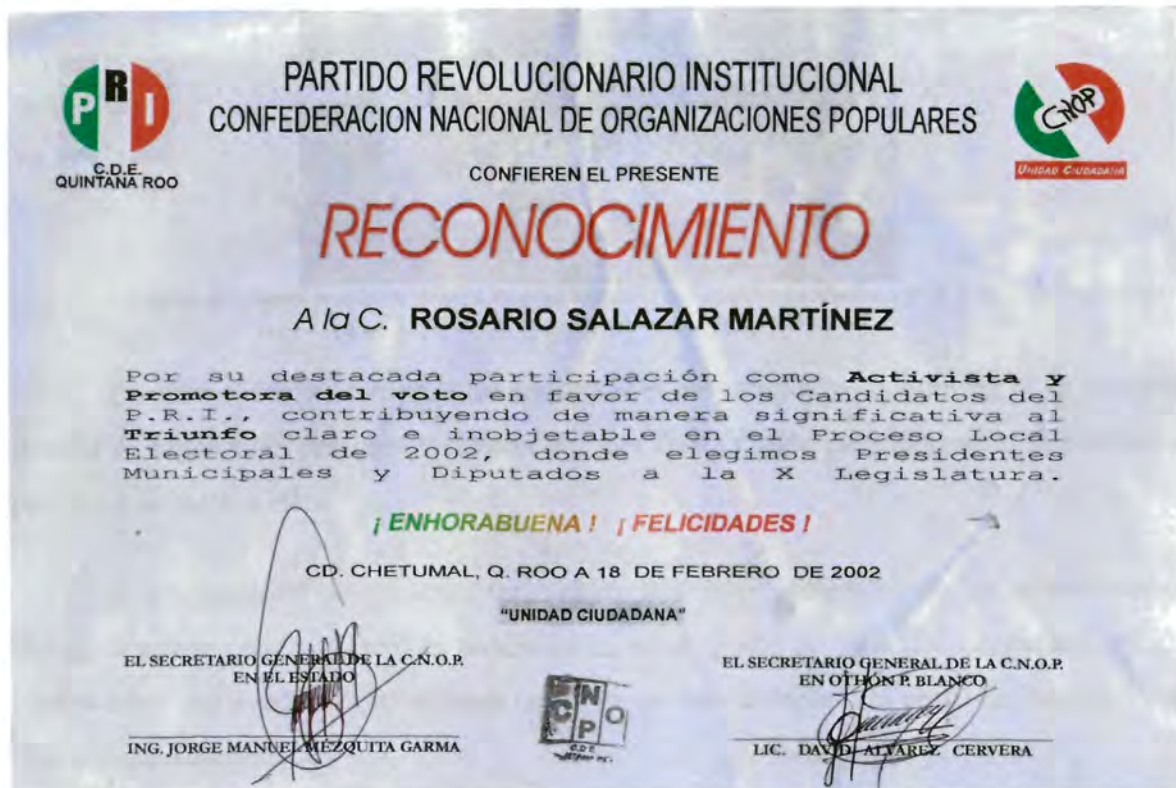 PRI
PARTIDO REVOLUCIONARIO INSTITUCIONAL
CONFEDERACION NACIONAL DE ORGANIZACIONES POPULARES
CNOP
UNIDAD CIUDADANA
C.D.E.
QUINTANA ROO
CONFIEREN EL PRESENTE
RECONOCIMIENTO
A la C. ROSARIO SALAZAR MARTÍNEZ
Por su destacada participación como Activista y
Promotora del voto en favor de los Candidatos del
P.R.I., contribuyendo de manera significativa al
Triunfo claro e inobjetable en el Proceso Local
Electoral de 2002, donde elegimos Presidentes
Municipales y Diputados a la X Legislatura.
¡ ENHORABUENA ! ¡ FELICIDADES !
CD. CHETUMAL, Q. ROO A 18 DE FEBRERO DE 2002
"UNIDAD CIUDADANA"
EL SECRETARIO GENERAL DE LA C.N.O.P.
EN EL ESTADO
ING. JORGE MANUEL MEZQUITA GARMA
CNOP
C.D.E.
EL SECRETARIO GENERAL DE LA C.N.O.P.
EN OTHÓN P. BLANCO
LIC. DAVID ALVAREZ CERVERA